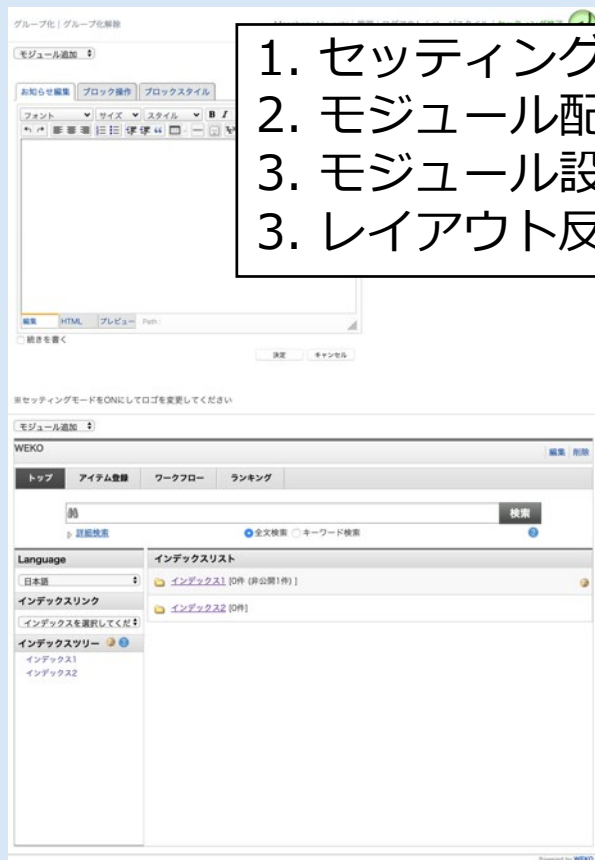 グループ化 | グループ化解除
モジュール追加
お知らせ編集 ブロック操作 ブロックスタイル
フォント サイズ スタイル B I
編集 HTML プレビュー Path :
続きを書く
決定 キャンセル
1. セッティング
2. モジュール配
3. モジュール設
3. レイアウト反
※セッティングモードをONにしてロゴを変更してください
モジュール追加
WEKO 編集 | 削除
トップ アイテム登録 ワークフロー ランキング
検索
詳細検索 全文検索 キーワード検索
Language
日本語
インデックスリンク
インデックスを選択してくだ
インデックスツリー
インデックス1
インデックス2
インデックスリスト
インデックス1 [0件 (非公開1件) ]
インデックス2 [0件]
Powered by WEKO